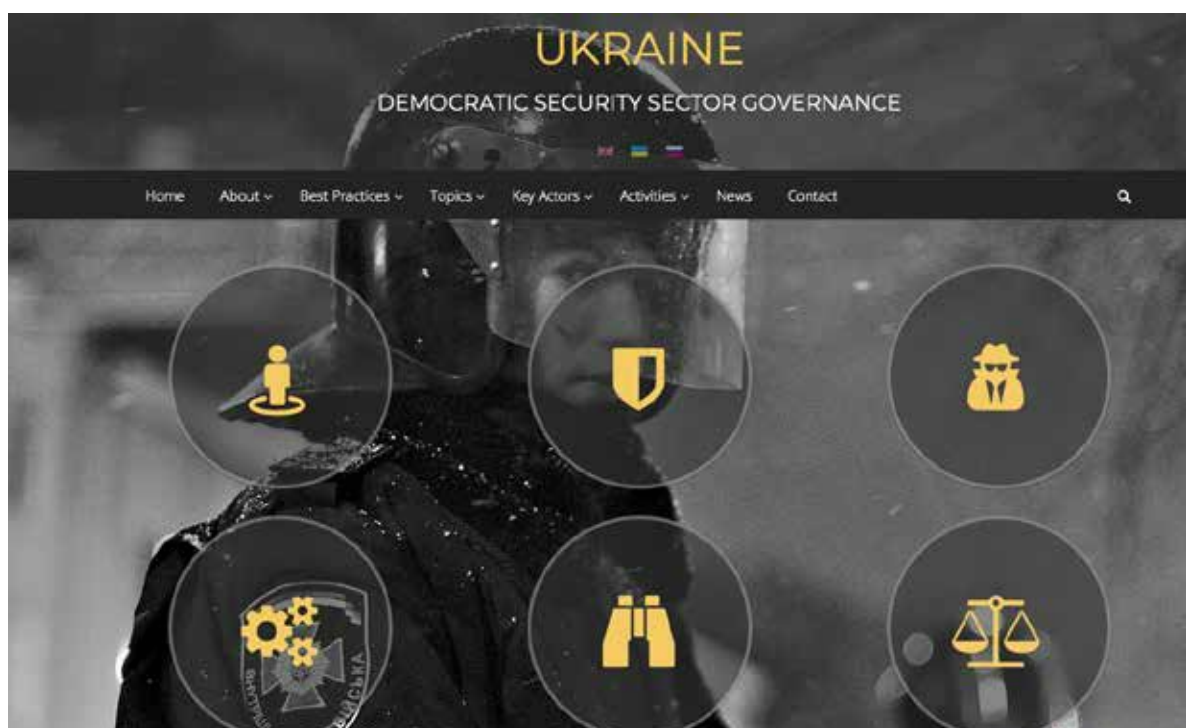 UKRAINE
DEMOCRATIC SECURITY SECTOR GOVERNANCE
Home About Best Practices Topics Key Actors Activities News Contact